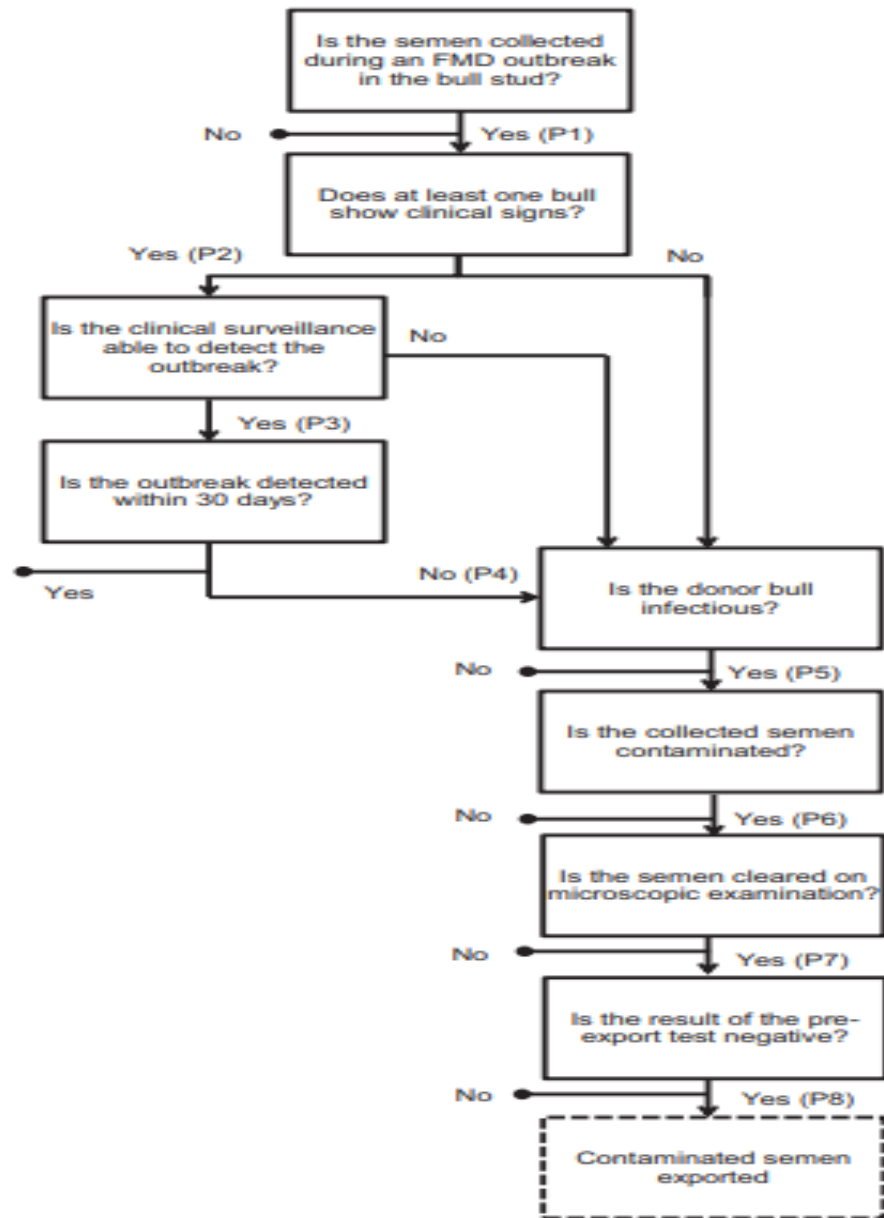 Is the semen collected
during an FMD outbreak
in the bull stud?
No
Yes (P1)
Does at least one bull
show clinical signs?
Yes (P2)
No
Is the clinical surveillance
able to detect the
outbreak?
No
Yes (P3)
Is the outbreak detected
within 30 days?
Yes
No (P4)
Is the donor bull
infectious?
No
Yes (P5)
Is the collected semen
contaminated?
No
Yes (P6)
Is the semen cleared on
microscopic examination?
No
Yes (P7)
Is the result of the pre-
export test negative?
No
Yes (P8)
Contaminated semen
exported